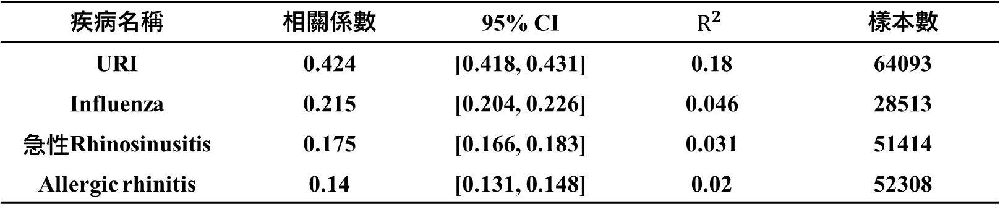 疾病名稱 相關係數 95% CI R² 樣本數
URI 0.424 [0.418, 0.431] 0.18 64093
Influenza 0.215 [0.204, 0.226] 0.046 28513
急性Rhinosinusitis 0.175 [0.166, 0.183] 0.031 51414
Allergic rhinitis 0.14 [0.131, 0.148] 0.02 52308